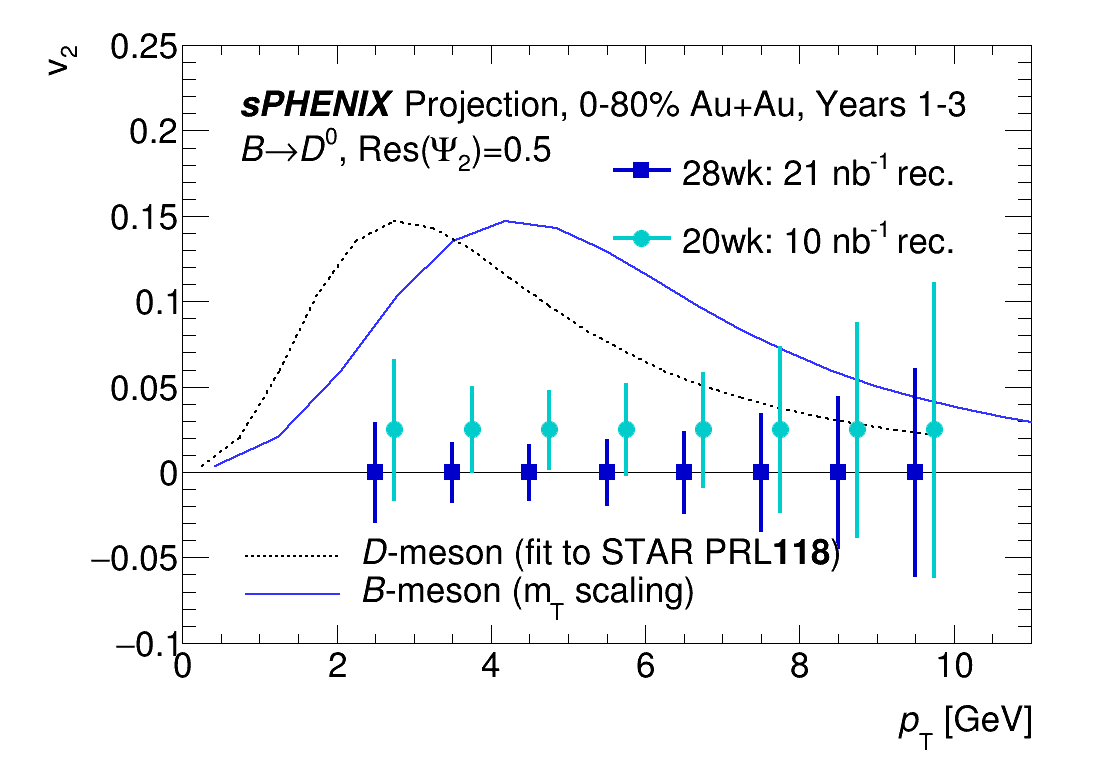 v2
0.25
0.2
0.15
0.1
0.05
0
−0.05
−0.1
sPHENIX Projection, 0-80% Au+Au, Years 1-3
B→D⁰, Res(Ψ₂)=0.5
28wk: 21 nb⁻¹ rec.
20wk: 10 nb⁻¹ rec.
D-meson (fit to STAR PRL118)
B-meson (mT scaling)
0 2 4 6 8 10
pT [GeV]